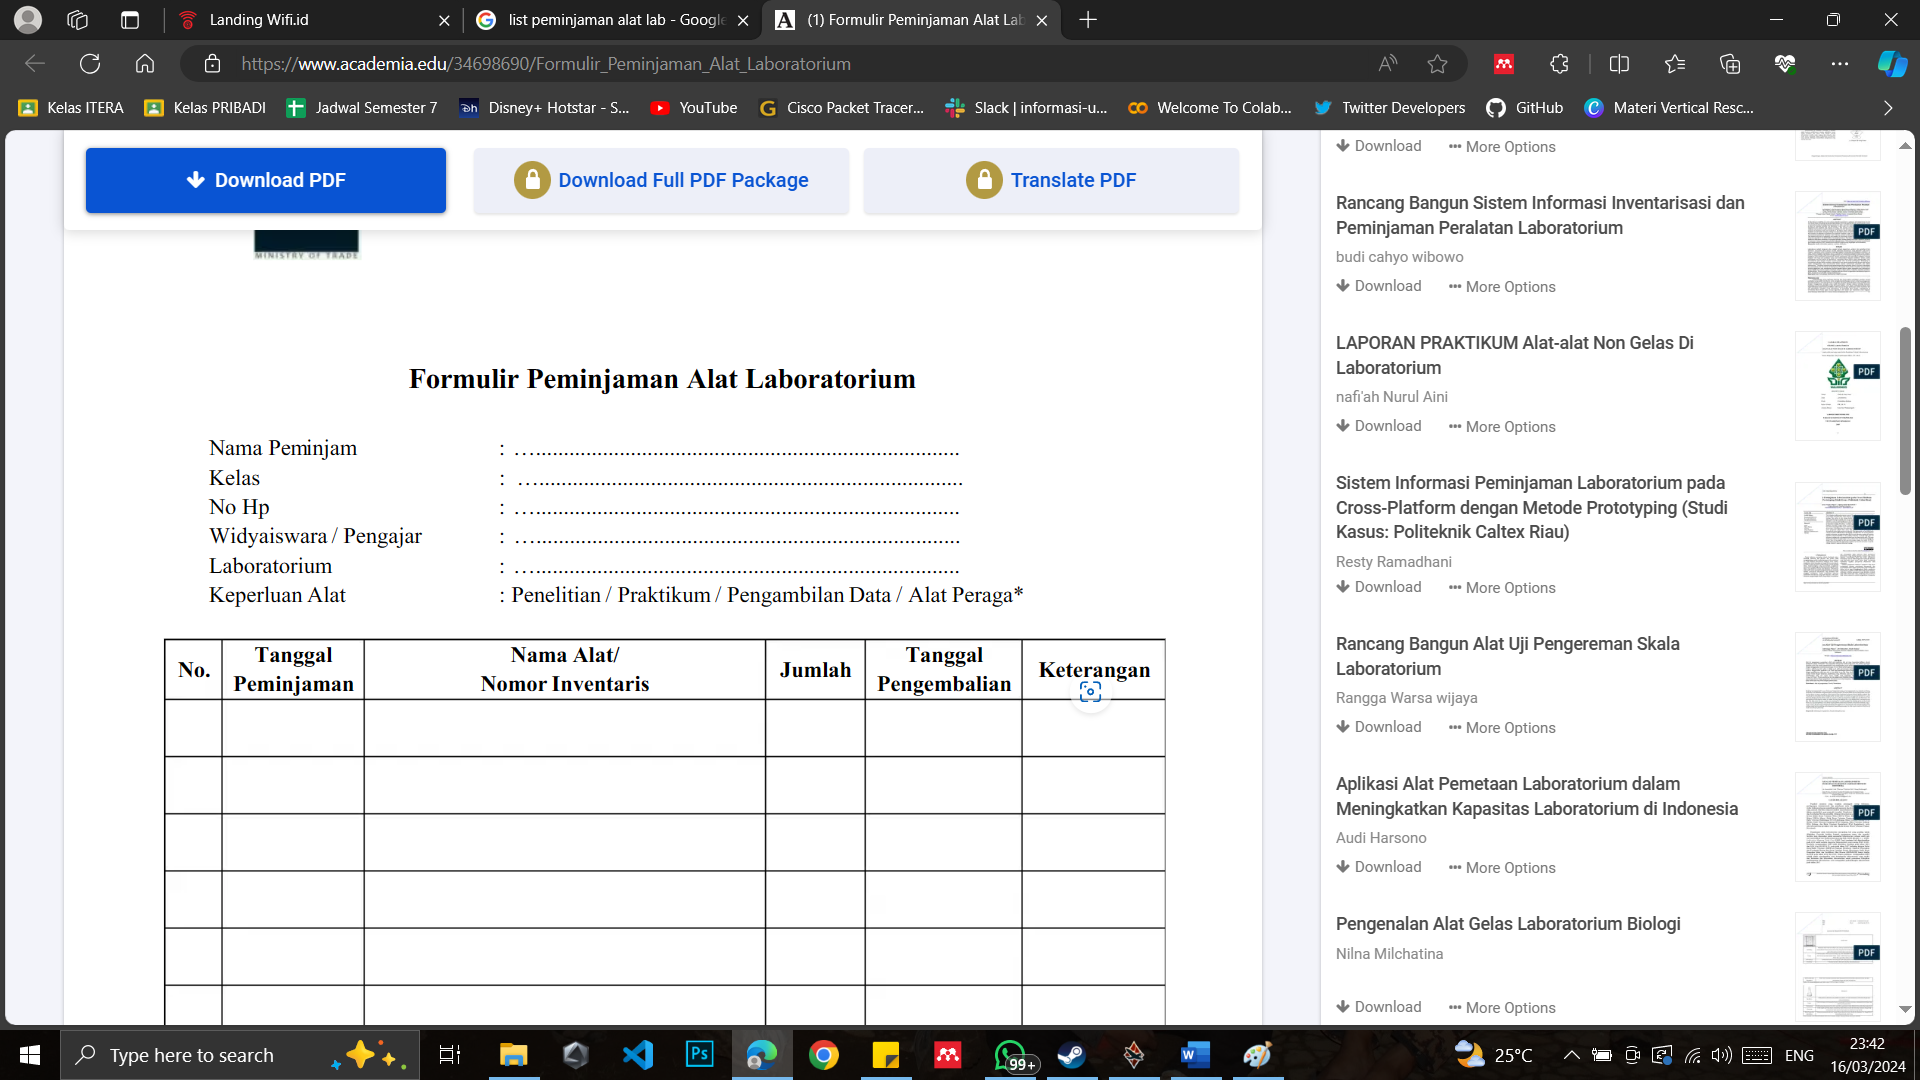 Landing Wifi.id
list peminjaman alat lab - Google
(1) Formulir Peminjaman Alat Lab
https://www.academia.edu/34698690/Formulir_Peminjaman_Alat_Laboratorium
Kelas ITERA
Kelas PRIBADI
Jadwal Semester 7
Disney+ Hotstar - S...
YouTube
Cisco Packet Tracer...
Slack | informasi-u...
Welcome To Colab...
Twitter Developers
GitHub
Materi Vertical Resc...
Download PDF
Download Full PDF Package
Translate PDF
MINISTRY OF TRADE
Formulir Peminjaman Alat Laboratorium
Nama Peminjam : ….........................................................................
Kelas : ….........................................................................
No Hp : ….........................................................................
Widyaiswara / Pengajar : ….........................................................................
Laboratorium : ….........................................................................
Keperluan Alat : Penelitian / Praktikum / Pengambilan Data / Alat Peraga*
No.
Tanggal
Peminjaman
Nama Alat/
Nomor Inventaris
Jumlah
Tanggal
Pengembalian
Keterangan
Download ••• More Options
Rancang Bangun Sistem Informasi Inventarisasi dan
Peminjaman Peralatan Laboratorium
budi cahyo wibowo
Download ••• More Options
PDF
LAPORAN PRAKTIKUM Alat-alat Non Gelas Di
Laboratorium
nafi'ah Nurul Aini
Download ••• More Options
PDF
Sistem Informasi Peminjaman Laboratorium pada
Cross-Platform dengan Metode Prototyping (Studi
Kasus: Politeknik Caltex Riau)
Resty Ramadhani
Download ••• More Options
PDF
Rancang Bangun Alat Uji Pengereman Skala
Laboratorium
Rangga Warsa wijaya
Download ••• More Options
PDF
Aplikasi Alat Pemetaan Laboratorium dalam
Meningkatkan Kapasitas Laboratorium di Indonesia
Audi Harsono
Download ••• More Options
PDF
Pengenalan Alat Gelas Laboratorium Biologi
Nilna Milchatina
Download ••• More Options
PDF
Type here to search
99+
25°C
ENG
23:42
16/03/2024